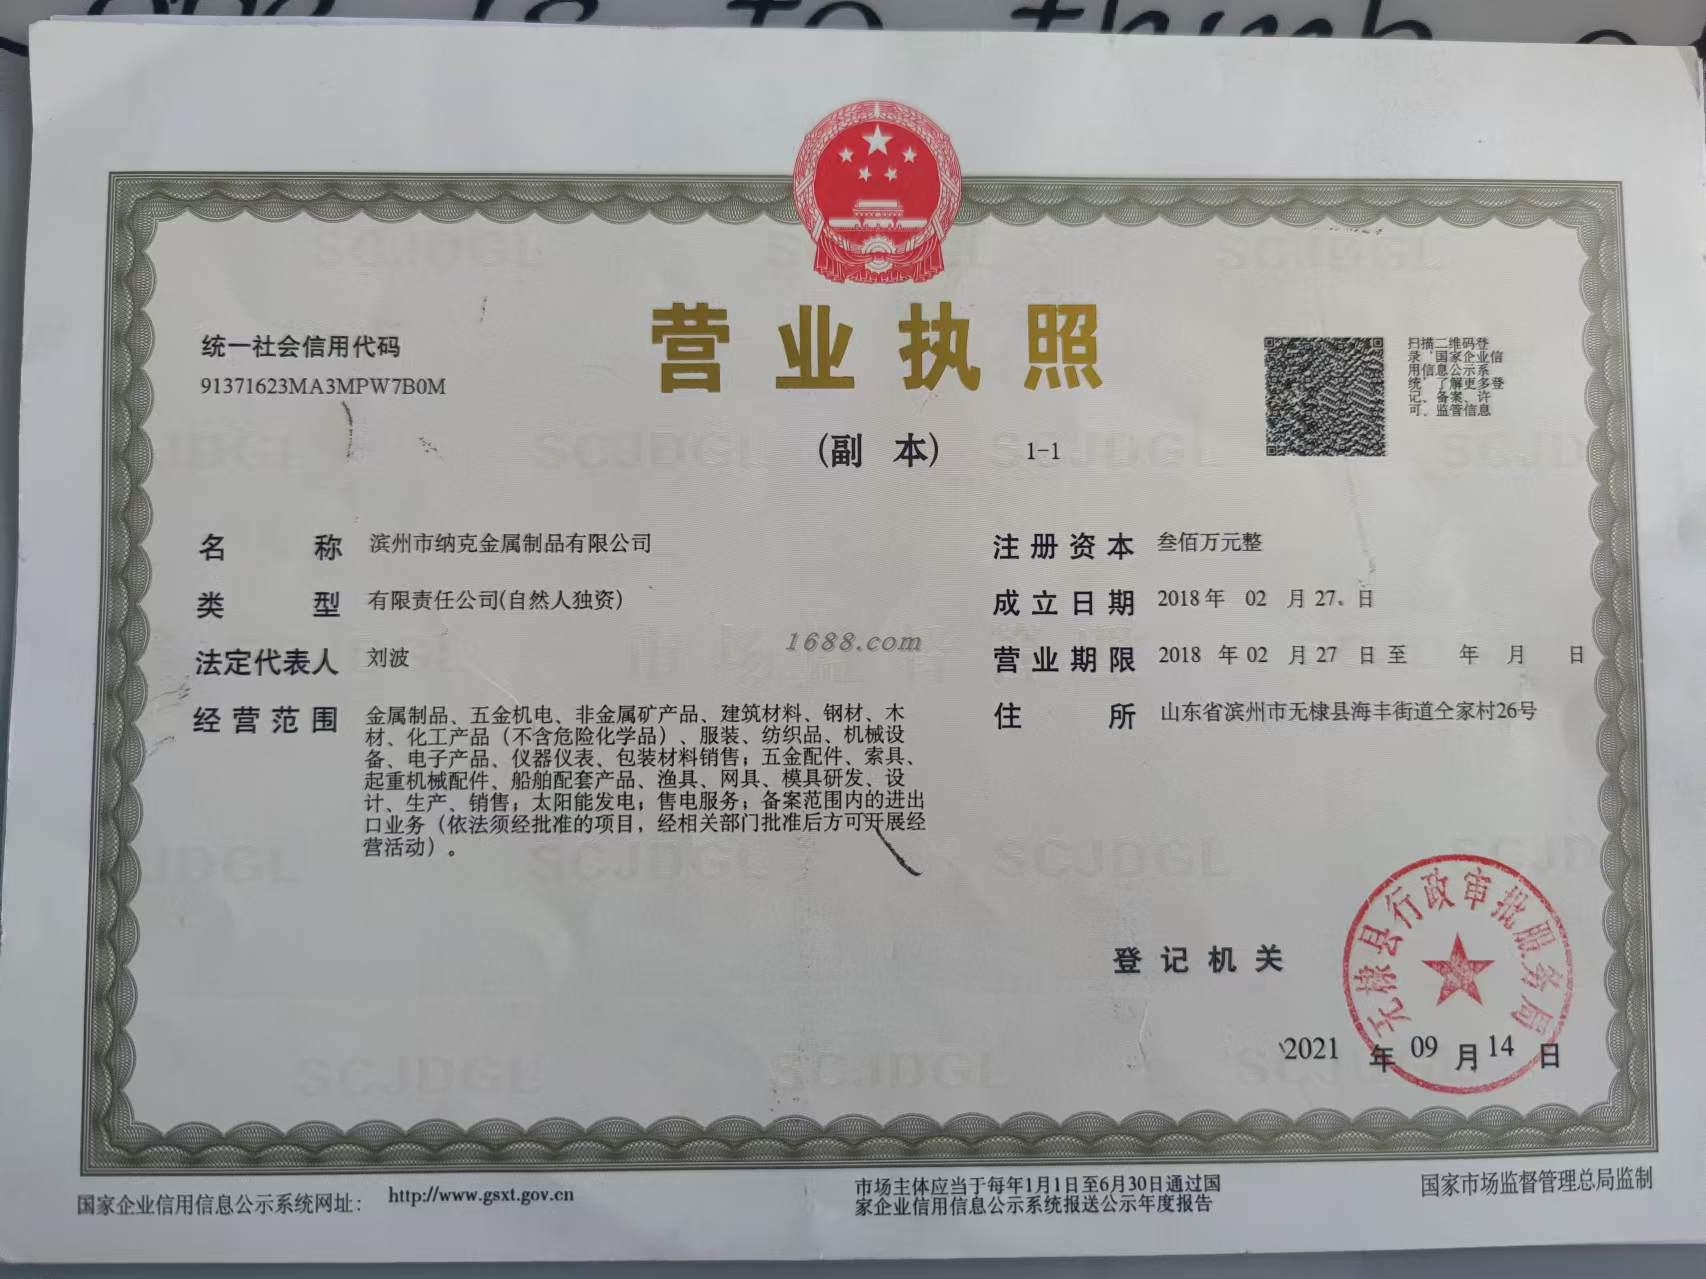 营业执照
(副 本) 1-1
统一社会信用代码
91371623MA3MPW7B0M
扫描二维码登
录‘国家企业信
用信息公示系
统’了解更多登
记、备案、许
可、监管信息
名 称 滨州市纳克金属制品有限公司
类 型 有限责任公司(自然人独资)
法定代表人 刘波
经营范围 金属制品、五金机电、非金属矿产品、建筑材料、钢材、木
材、化工产品（不含危险化学品）、服装、纺织品、机械设
备、电子产品、仪器仪表、包装材料销售；五金配件、索具、
起重机械配件、船舶配套产品、渔具、网具、模具研发、设
计、生产、销售；太阳能发电；售电服务；备案范围内的进出
口业务（依法须经批准的项目，经相关部门批准后方可开展经
营活动）。
注册资本 叁佰万元整
成立日期 2018年 02 月27、日
营业期限 2018 年02 月27 日至 年 月 日
住 所 山东省滨州市无棣县海丰街道仝家村26号
1688.com
登记机关
无棣县行政审批服务局
2021 年 09 月 14 日
国家企业信用信息公示系统网址： http://www.gsxt.gov.cn
市场主体应当于每年1月1日至6月30日通过国
家企业信用信息公示系统报送公示年度报告
国家市场监督管理总局监制